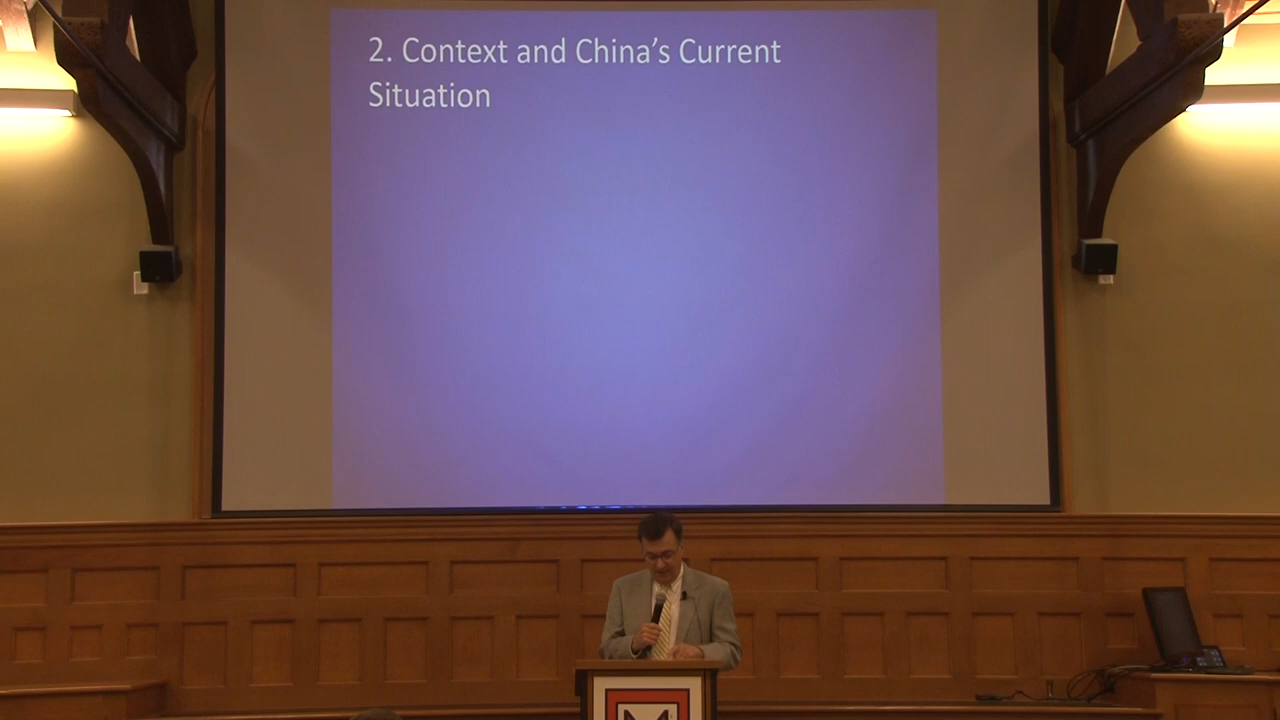 2. Context and China’s Current
Situation